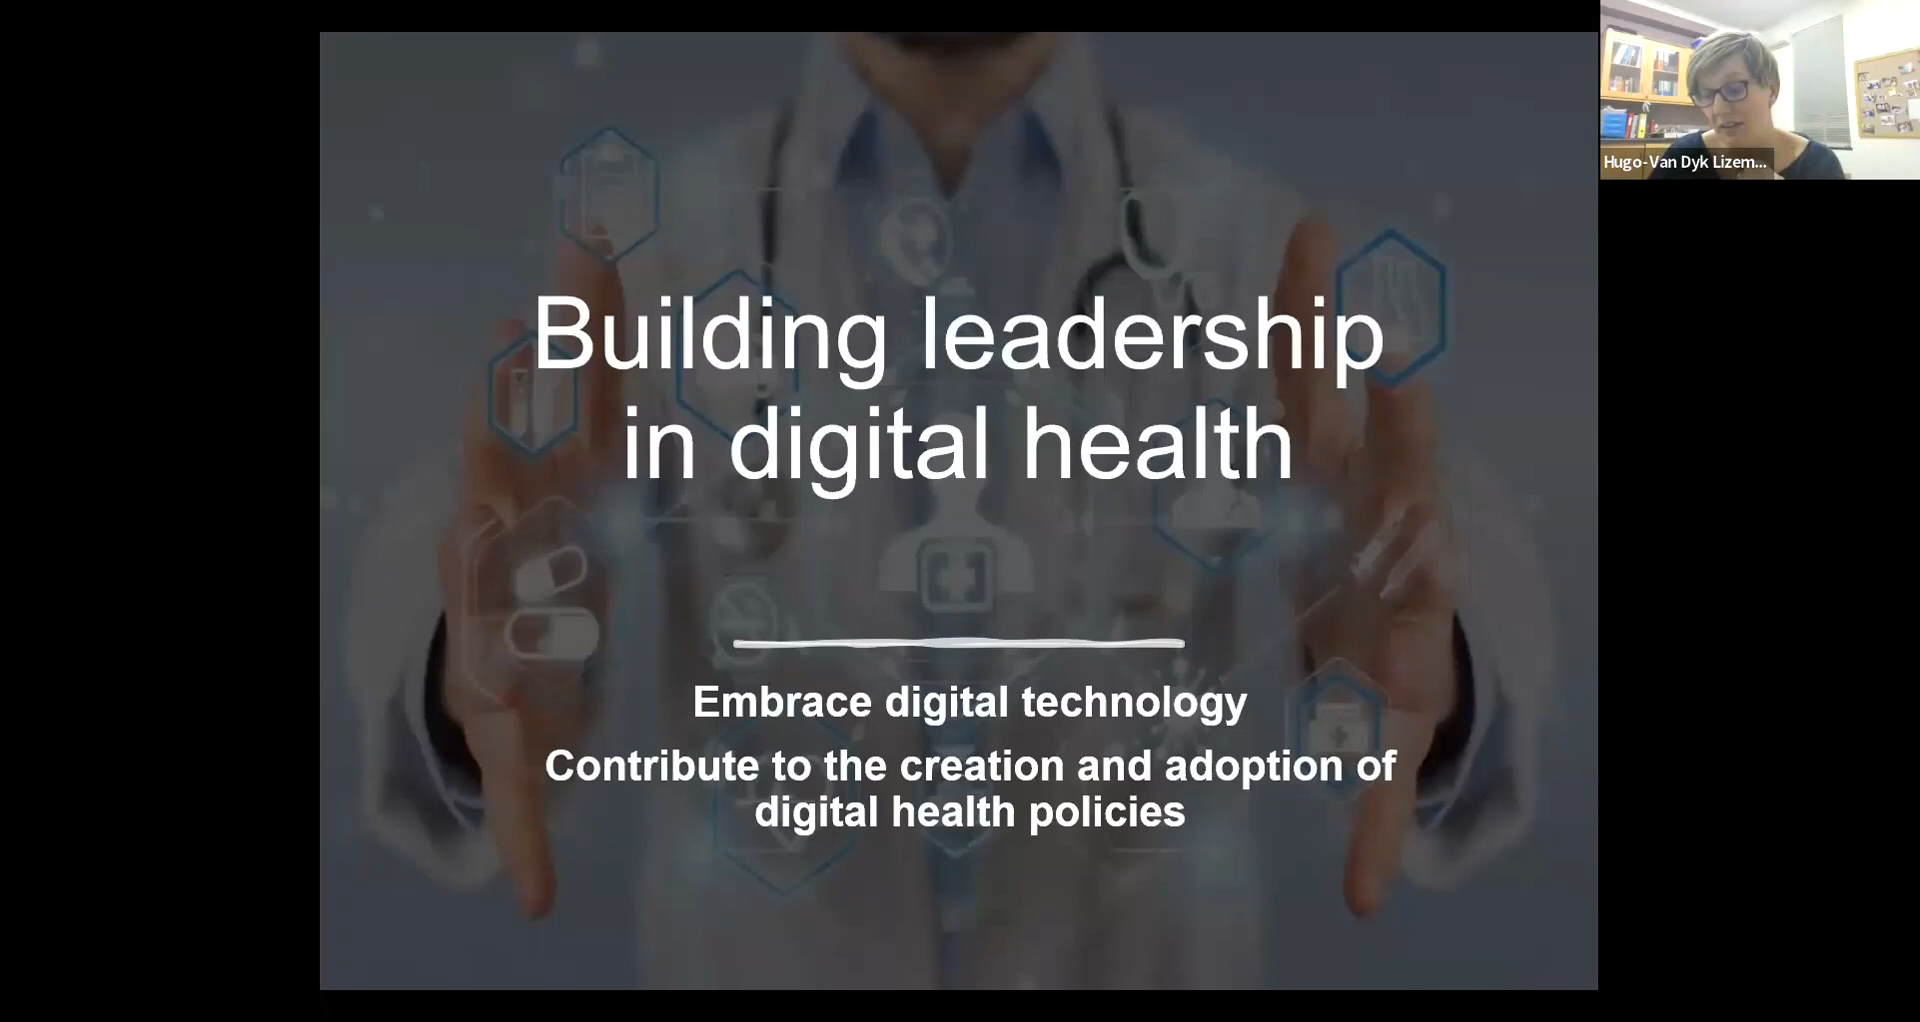 Building leadership
in digital health
Embrace digital technology
Contribute to the creation and adoption of
digital health policies
Hugo-Van Dyk Lizem...